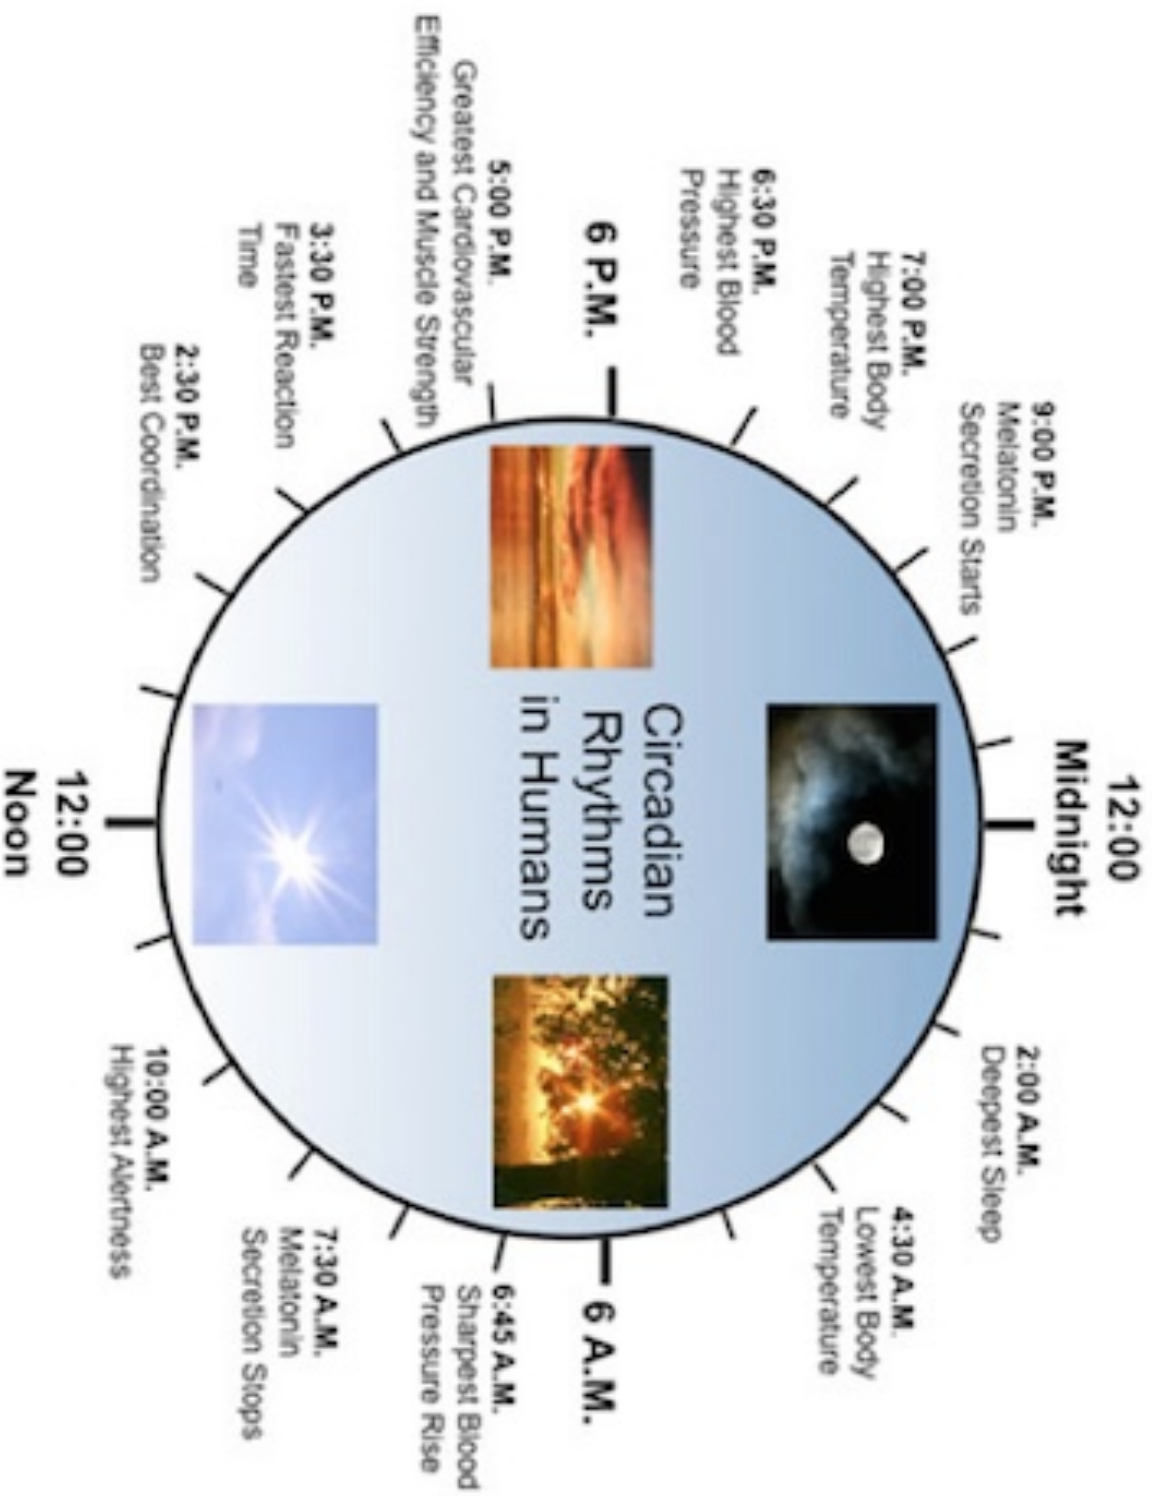 12:00
Midnight
2:00 A.M.
Deepest Sleep
4:30 A.M.
Lowest Body
Temperature
6 A.M.
6:45 A.M.
Sharpest Blood
Pressure Rise
7:30 A.M.
Melatonin
Secretion Stops
10:00 A.M.
Highest Alertness
12:00
Noon
2:30 P.M.
Best Coordination
3:30 P.M.
Fastest Reaction
Time
5:00 P.M.
Greatest Cardiovascular
Efficiency and Muscle Strength
6 P.M.
6:30 P.M.
Highest Blood
Pressure
7:00 P.M.
Highest Body
Temperature
9:00 P.M.
Melatonin
Secretion Starts
Circadian
Rhythms
in Humans